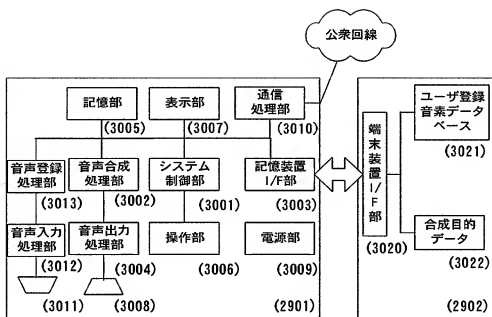 公衆回線
記憶部
(3005)
表示部
(3007)
通信
処理部
(3010)
音声登録
処理部
(3013)
音声合成
処理部
(3002)
システム
制御部
(3001)
記憶装置
I/F部
(3003)
音声入力
処理部
(3012)
音声出力
処理部
(3004)
操作部
(3006)
電源部
(3009)
(3011)
(3008)
(2901)
端末装置I/F部
(3020)
ユーザ登録
音素データ
ベース
(3021)
合成目的
データ
(3022)
(2902)